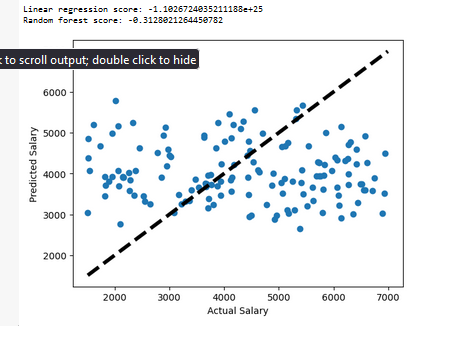 Linear regression score: -1.1026724035211188e+25
Random forest score: -0.3128021264450782
to scroll output; double click to hide
6000
5000
4000
3000
2000
Predicted Salary
2000 3000 4000 5000 6000 7000
Actual Salary